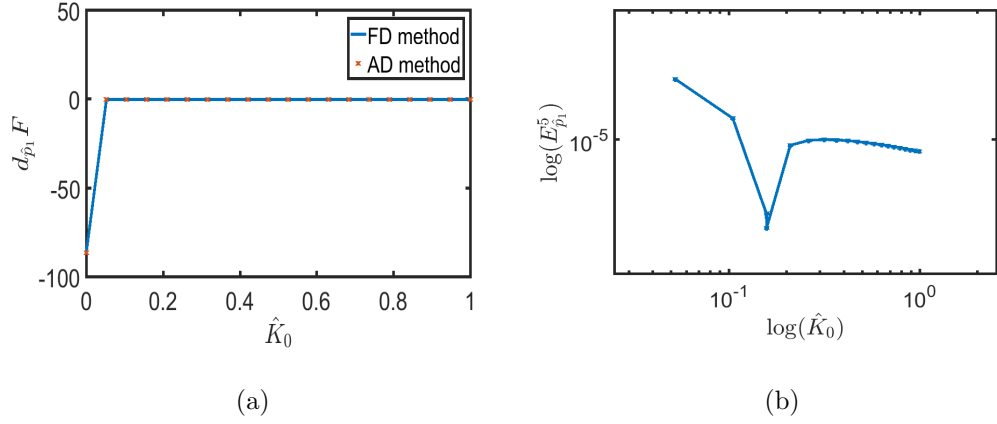 50
0
-50
-100
d_{\hat{p}_1} F
FD method
AD method
0 0.2 0.4 0.6 0.8 1
\hat{K}_0
(a)
log(E^5_{\hat{p}_1})
10^{-5}
10^{-1} 10^0
log(\hat{K}_0)
(b)